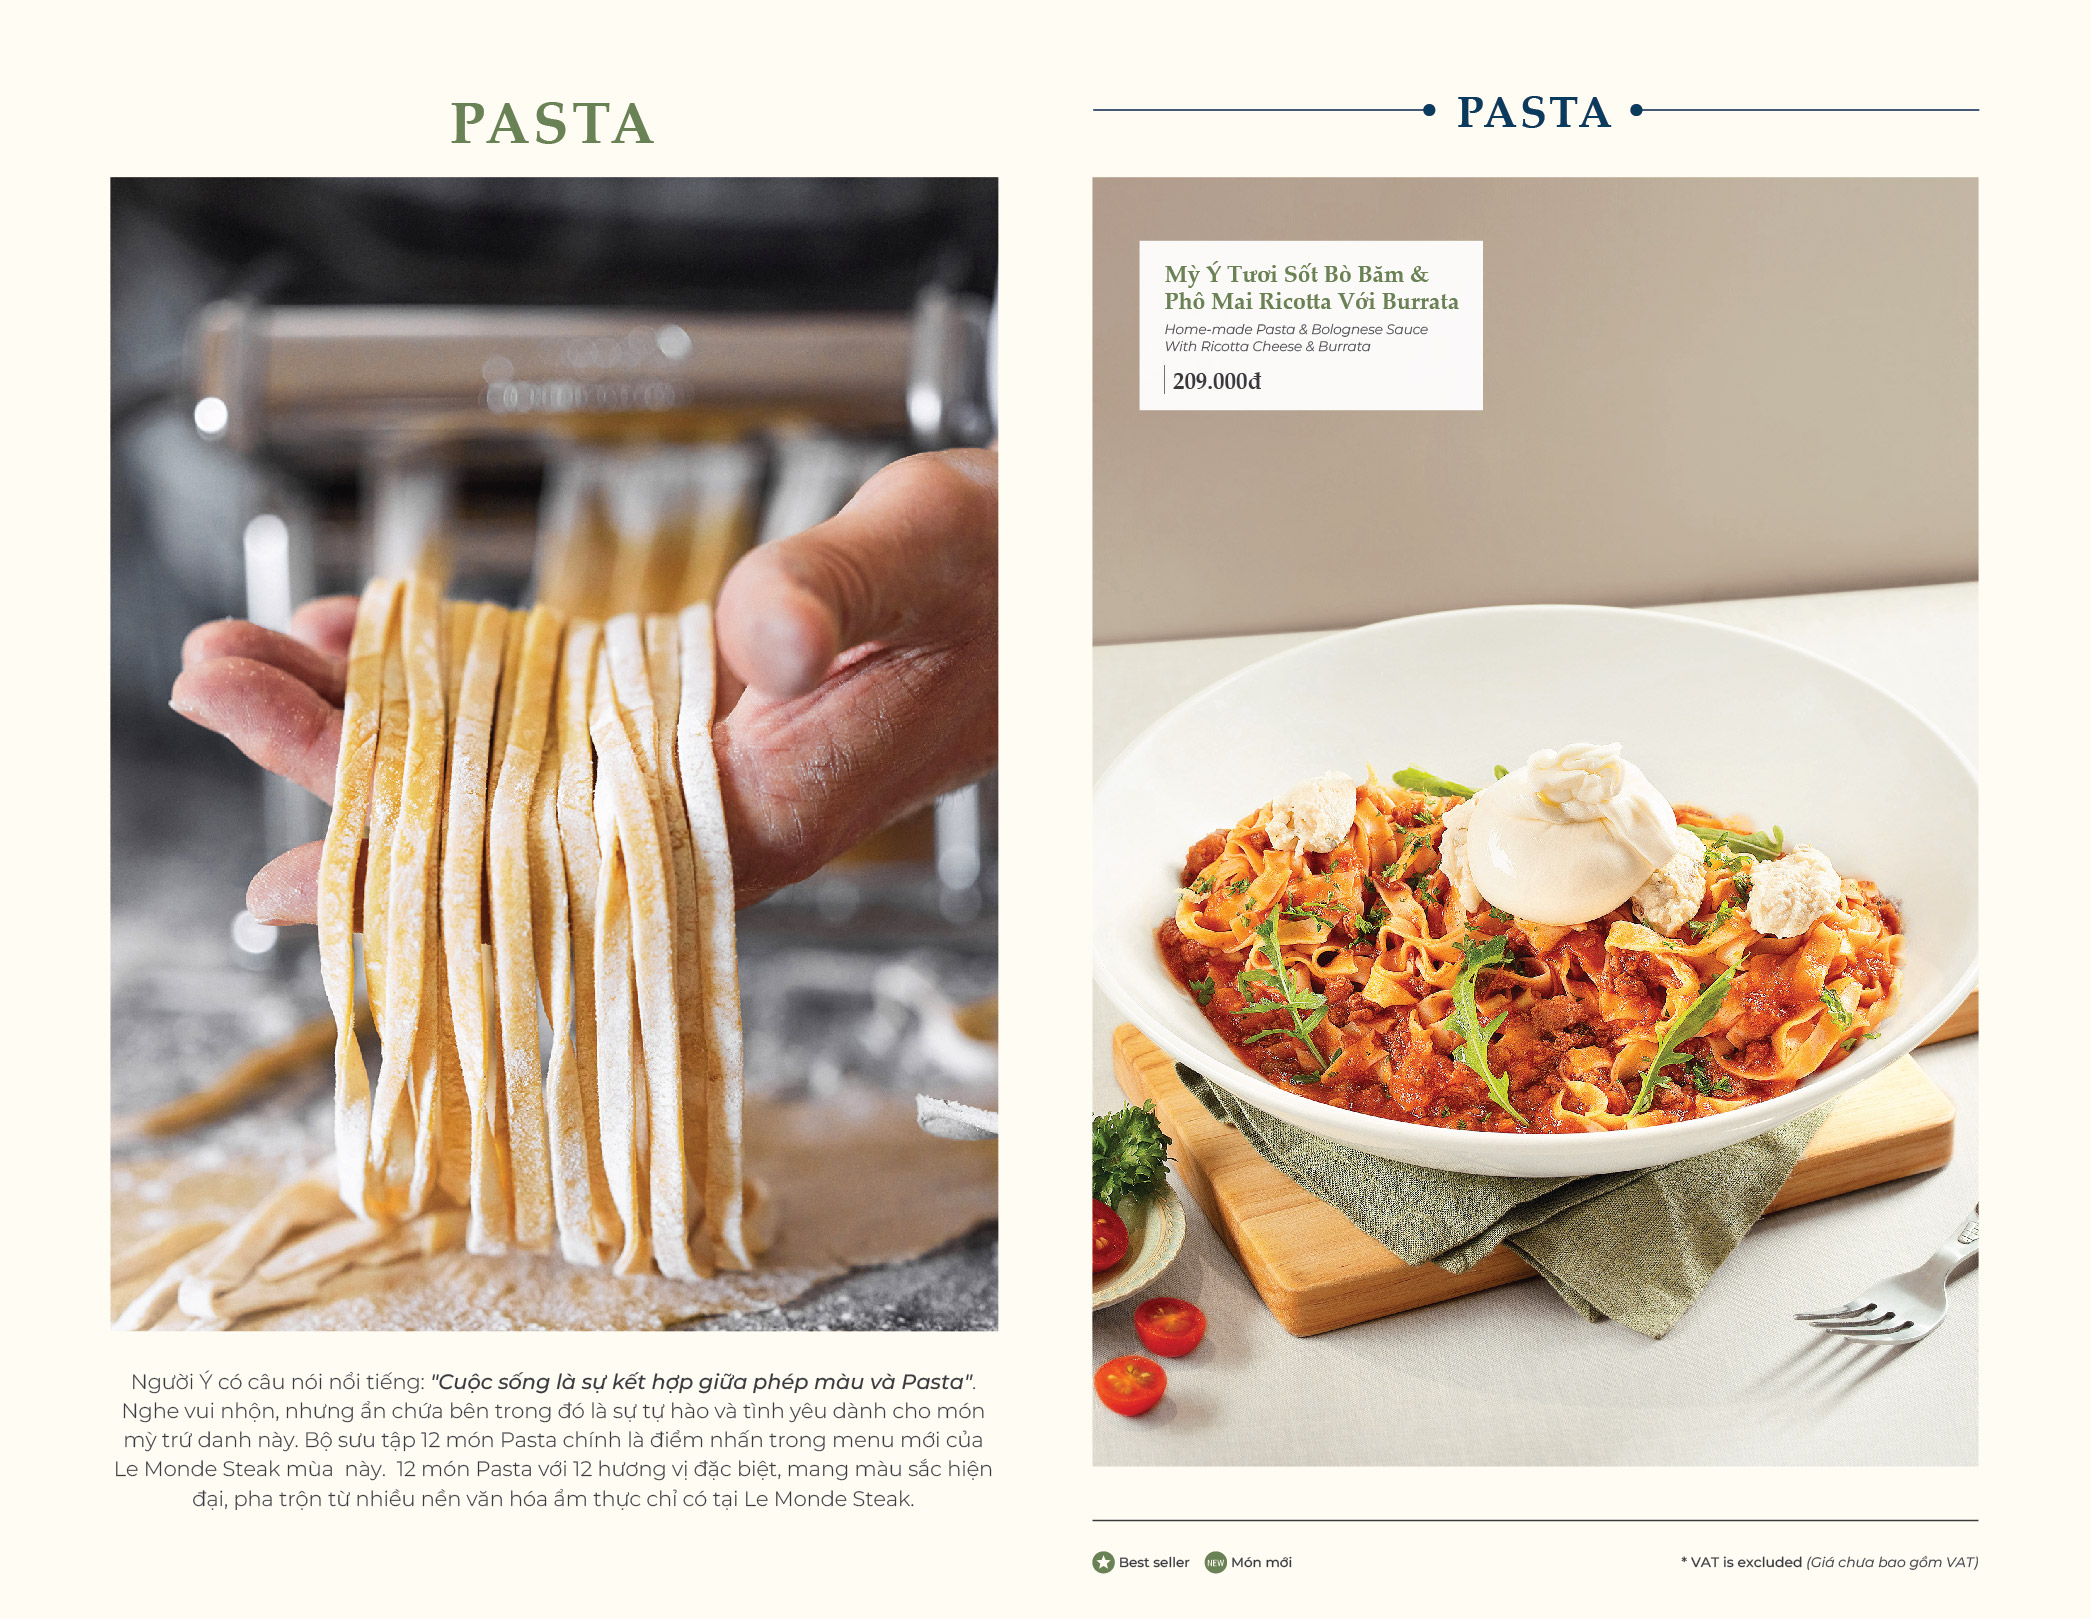 PASTA
Người Ý có câu nói nổi tiếng: "Cuộc sống là sự kết hợp giữa phép màu và Pasta".
Nghe vui nhộn, nhưng ẩn chứa bên trong đó là sự tự hào và tình yêu dành cho món
mỳ trứ danh này. Bộ sưu tập 12 món Pasta chính là điểm nhấn trong menu mới của
Le Monde Steak mùa này. 12 món Pasta với 12 hương vị đặc biệt, mang màu sắc hiện
đại, pha trộn từ nhiều nền văn hóa ẩm thực chỉ có tại Le Monde Steak.
PASTA
Mỳ Ý Tươi Sốt Bò Băm &
Phô Mai Ricotta Với Burrata
Home-made Pasta & Bolognese Sauce
With Ricotta Cheese & Burrata
209.000đ
Best seller NEW Món mới
* VAT is excluded (Giá chưa bao gồm VAT)